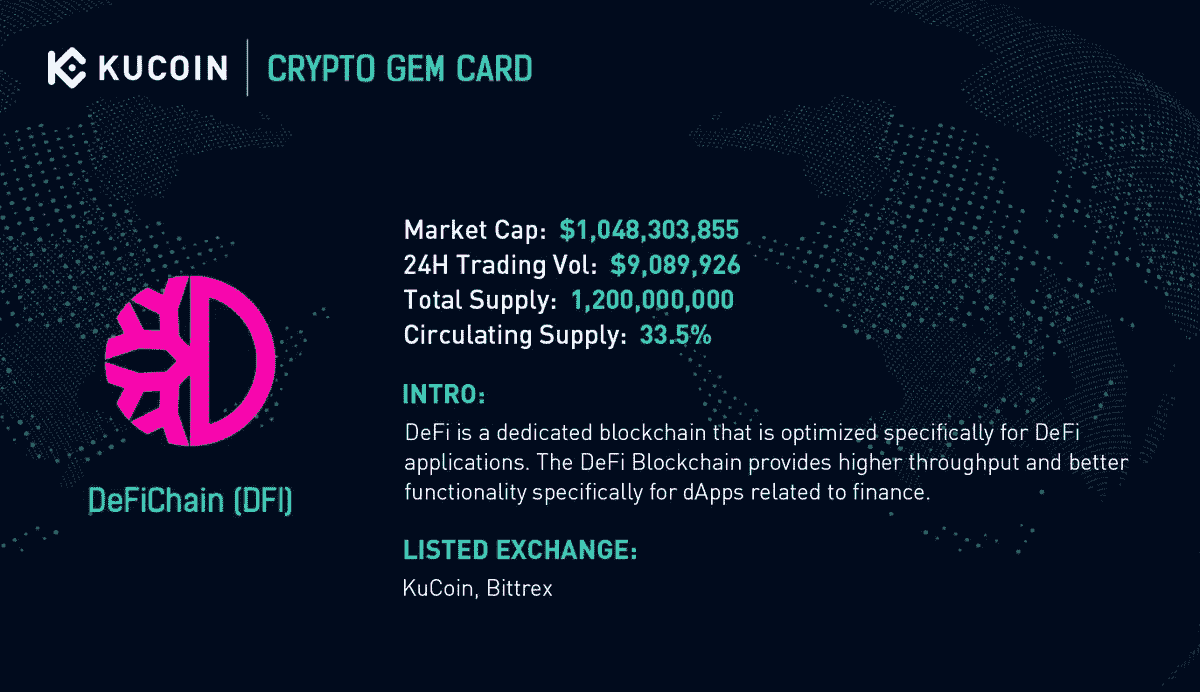 KUCOIN
CRYPTO GEM CARD
Market Cap: $1,048,303,855
24H Trading Vol: $9,089,926
Total Supply: 1,200,000,000
Circulating Supply: 33.5%
INTRO:
DeFi is a dedicated blockchain that is optimized specifically for DeFi
applications. The DeFi Blockchain provides higher throughput and better
functionality specifically for dApps related to finance.
DeFiChain (DFI)
LISTED EXCHANGE:
KuCoin, Bittrex